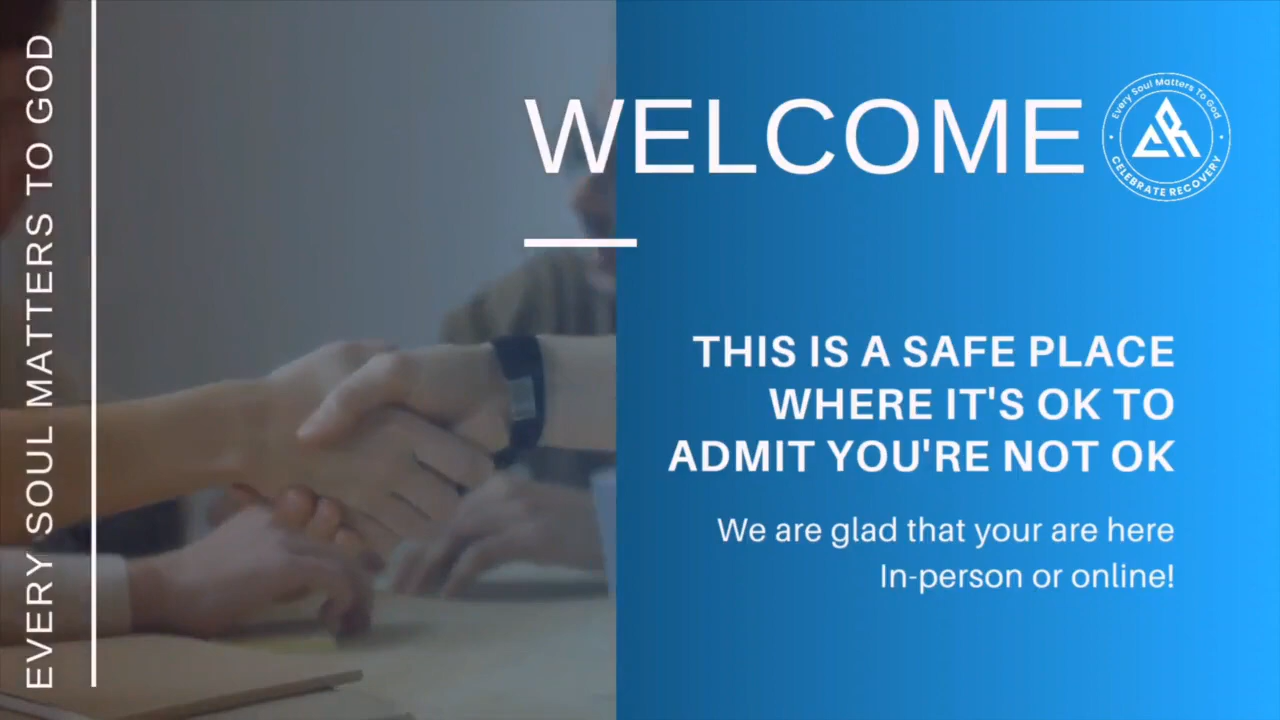 EVERY SOUL MATTERS TO GOD
WELCOME
Every Soul Matters To God
CELEBRATE RECOVERY
CR
THIS IS A SAFE PLACE
WHERE IT'S OK TO
ADMIT YOU'RE NOT OK
We are glad that your are here
In-person or online!